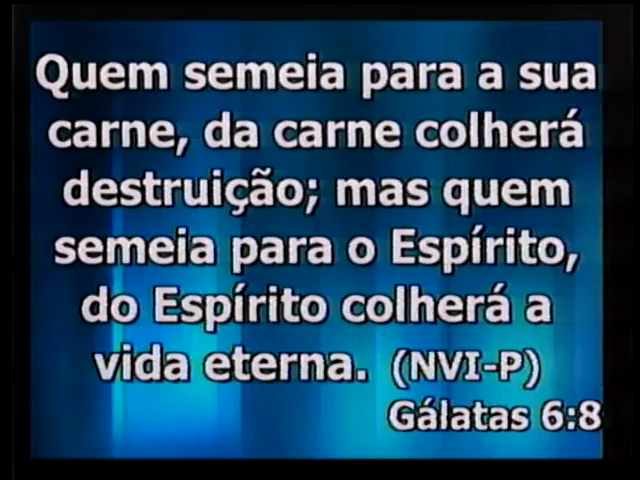 Quem semeia para a sua
carne, da carne colherá
destruição; mas quem
semeia para o Espírito,
do Espírito colherá a
vida eterna. (NVI-P)
Gálatas 6:8